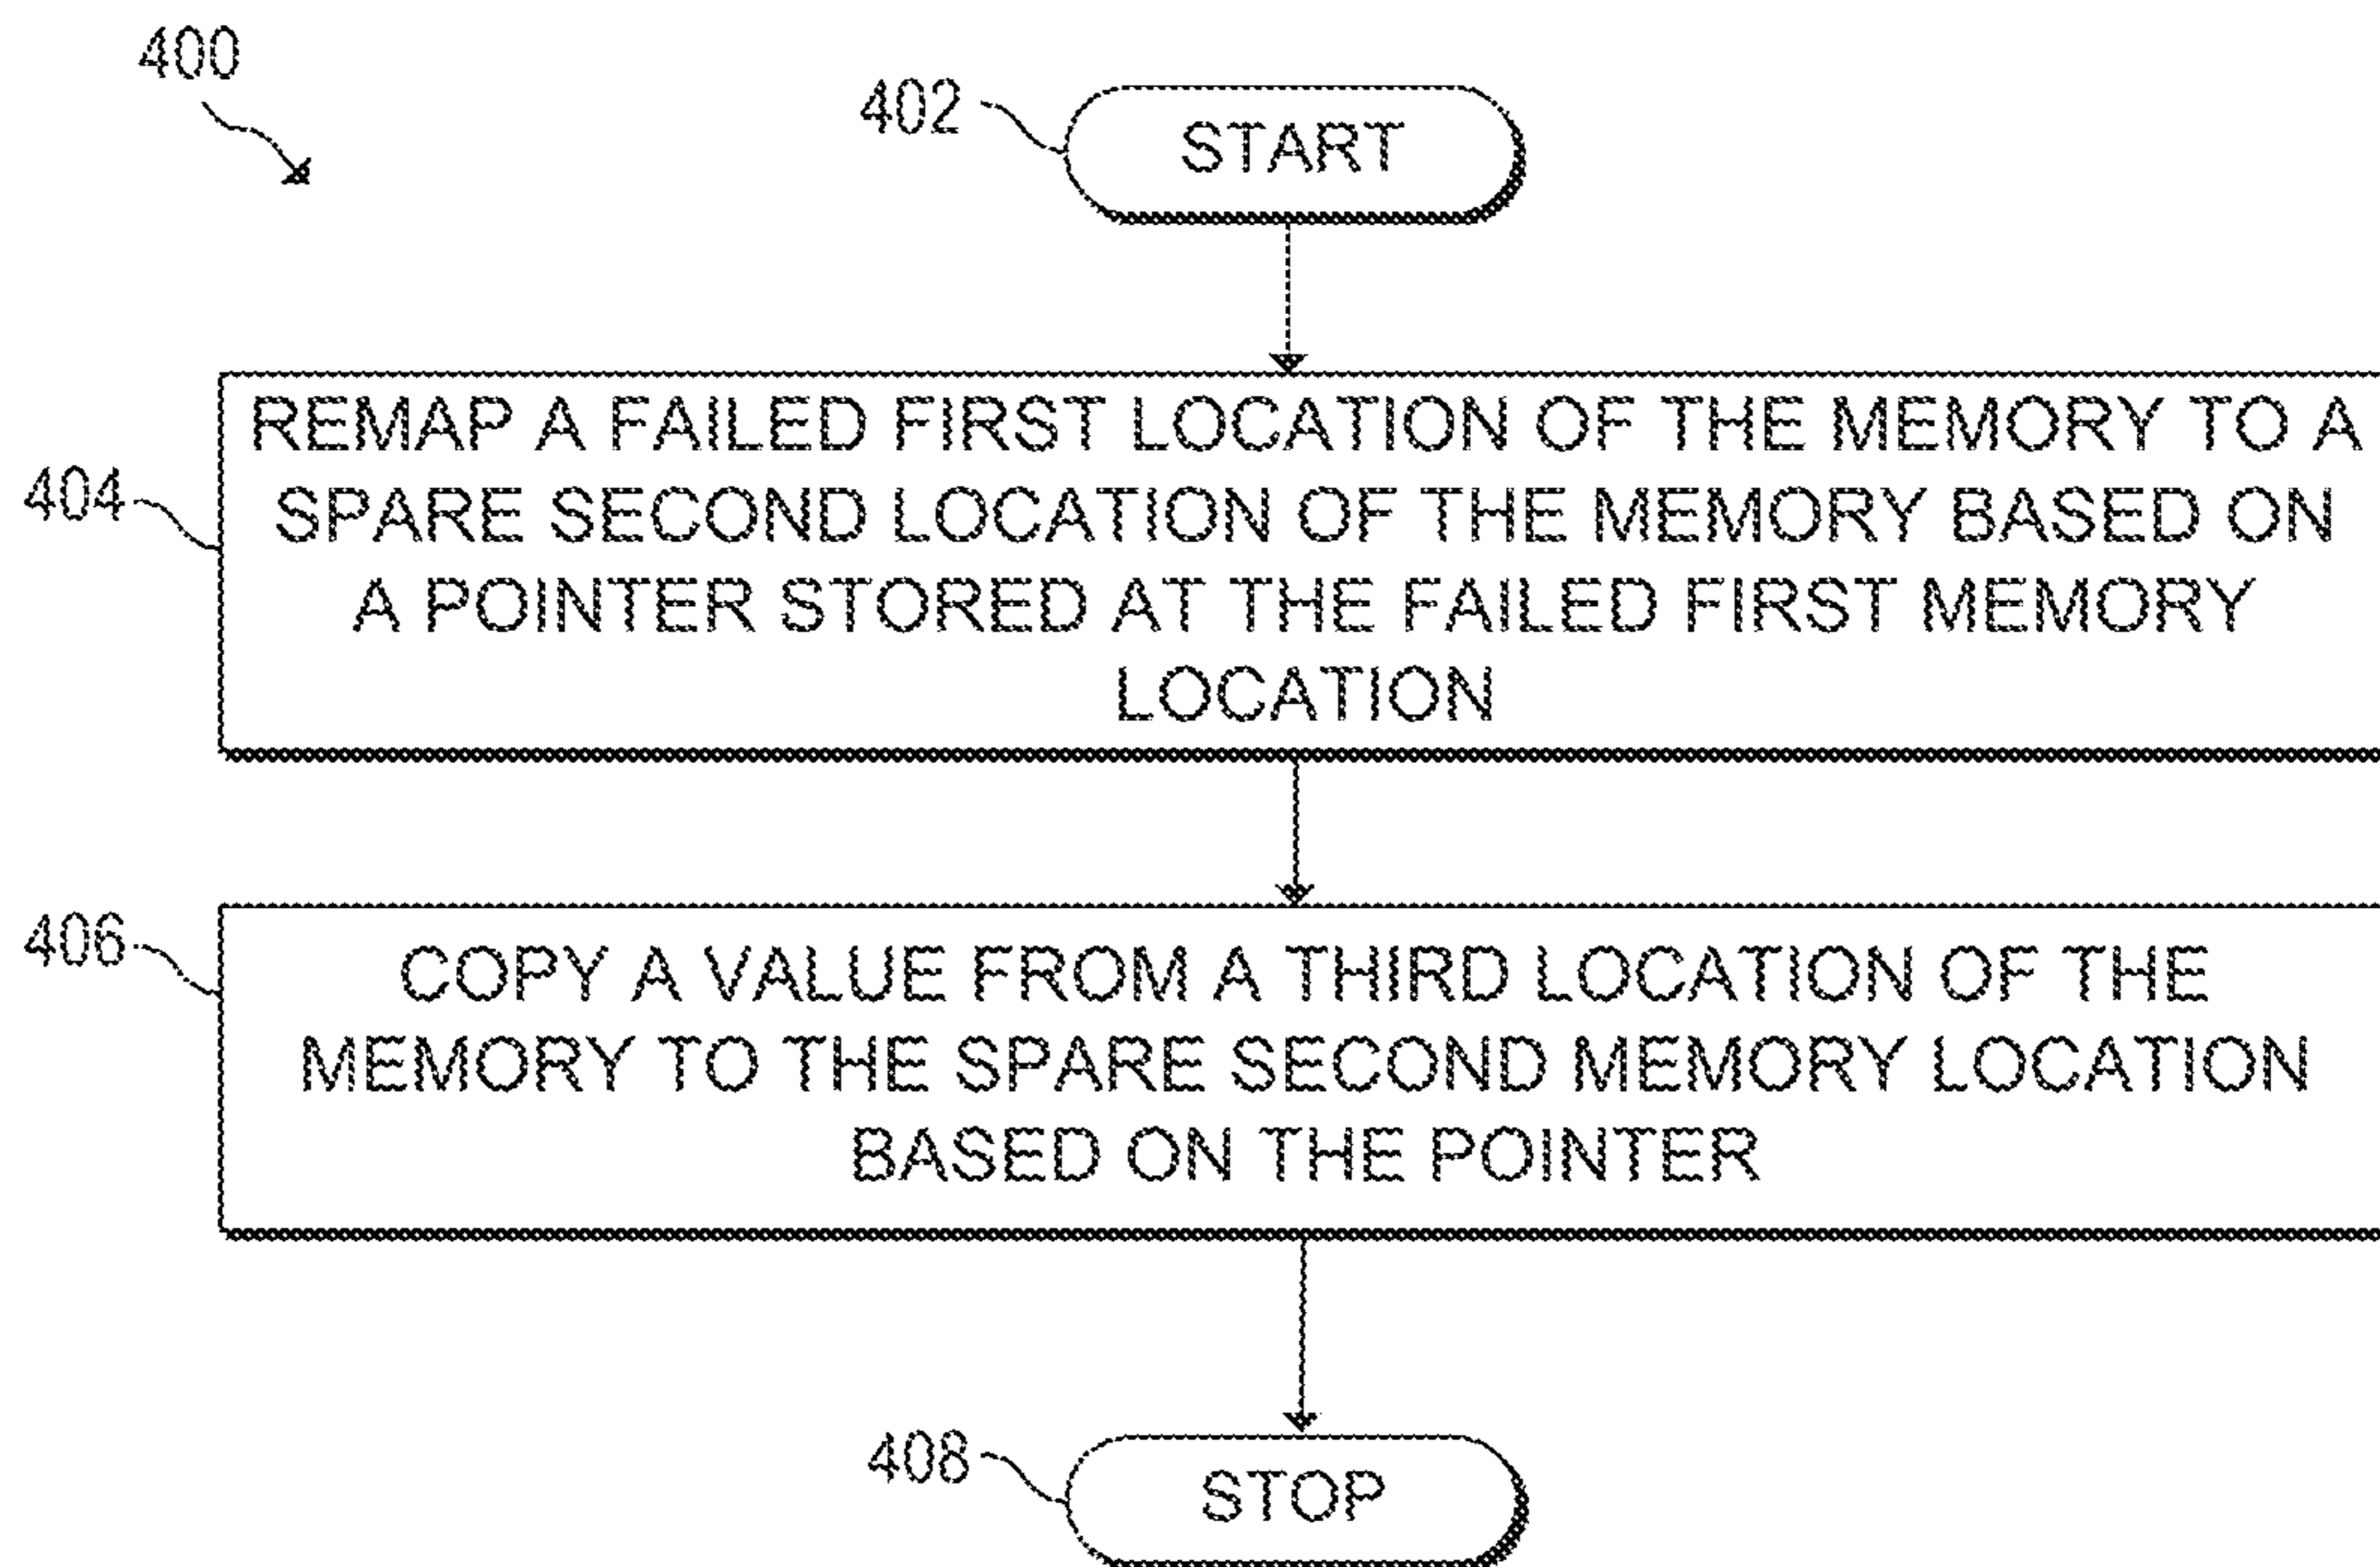 400
402
START
404
REMAP A FAILED FIRST LOCATION OF THE MEMORY TO A
SPARE SECOND LOCATION OF THE MEMORY BASED ON
A POINTER STORED AT THE FAILED FIRST MEMORY
LOCATION
406
COPY A VALUE FROM A THIRD LOCATION OF THE
MEMORY TO THE SPARE SECOND MEMORY LOCATION
BASED ON THE POINTER
408
STOP